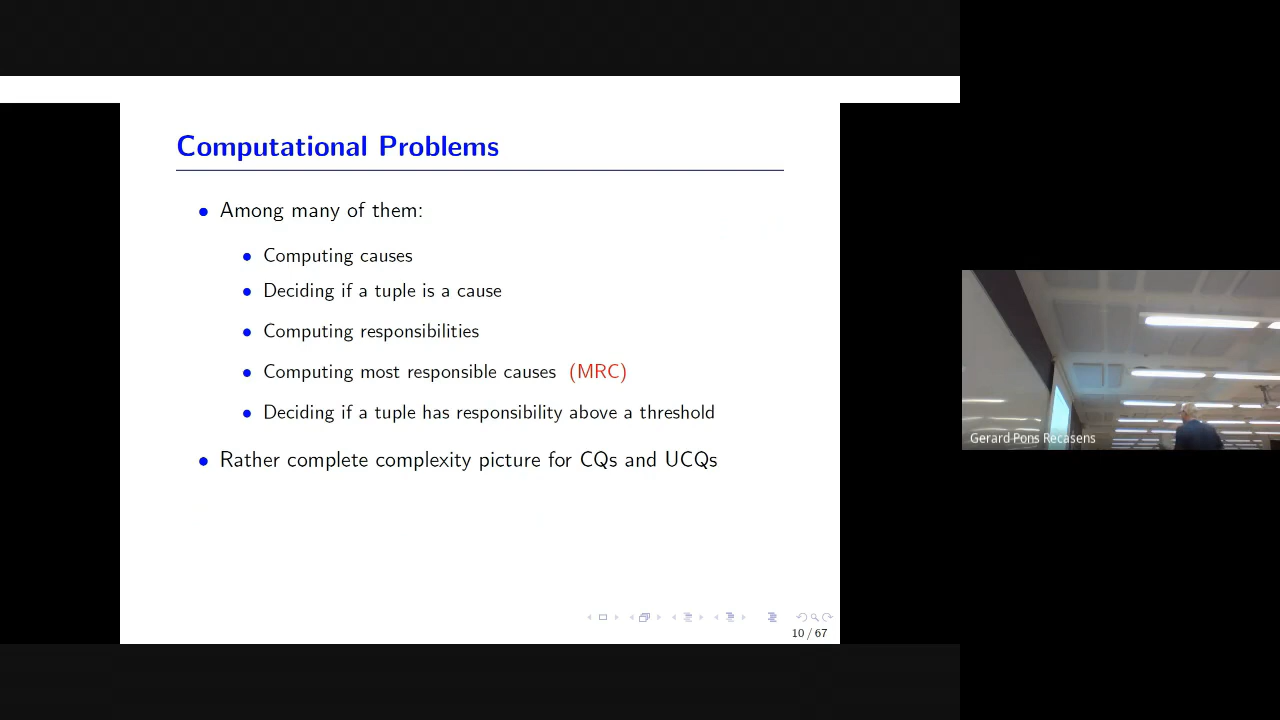 Computational Problems
• Among many of them:
• Computing causes
• Deciding if a tuple is a cause
• Computing responsibilities
• Computing most responsible causes (MRC)
• Deciding if a tuple has responsibility above a threshold
• Rather complete complexity picture for CQs and UCQs
10 / 67
Gerard Pons Recasens